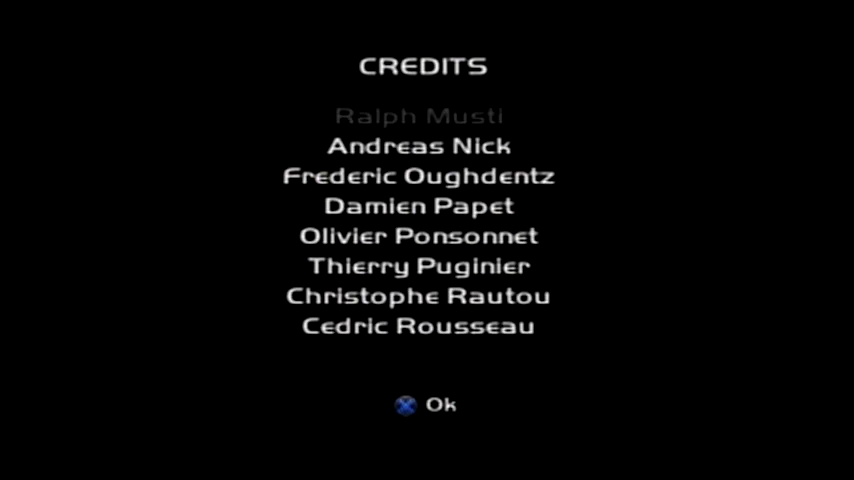 CREDITS
Ralph Musti
Andreas Nick
Frederic Oughdentz
Damien Papet
Olivier Ponsonnet
Thierry Puginier
Christophe Rautou
Cedric Rousseau
Ok